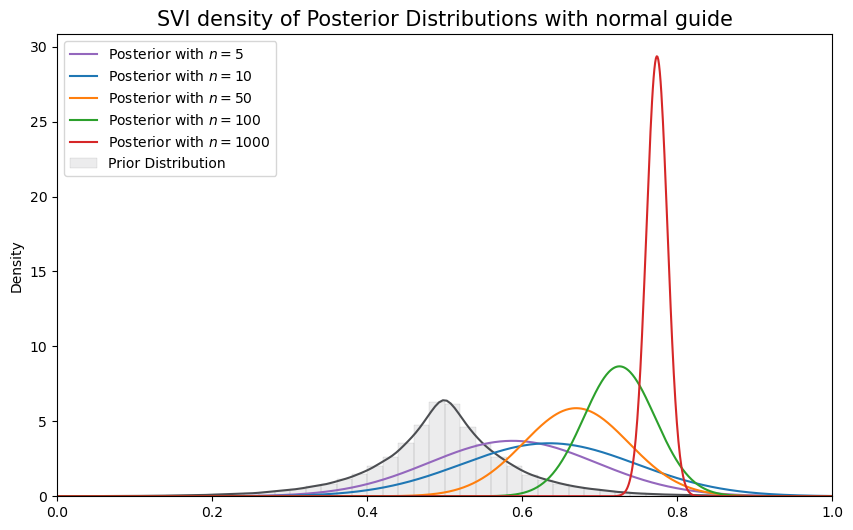 SVI density of Posterior Distributions with normal guide
30
25
20
15
10
5
0
Density
Posterior with n = 5
Posterior with n = 10
Posterior with n = 50
Posterior with n = 100
Posterior with n = 1000
Prior Distribution
0.0 0.2 0.4 0.6 0.8 1.0